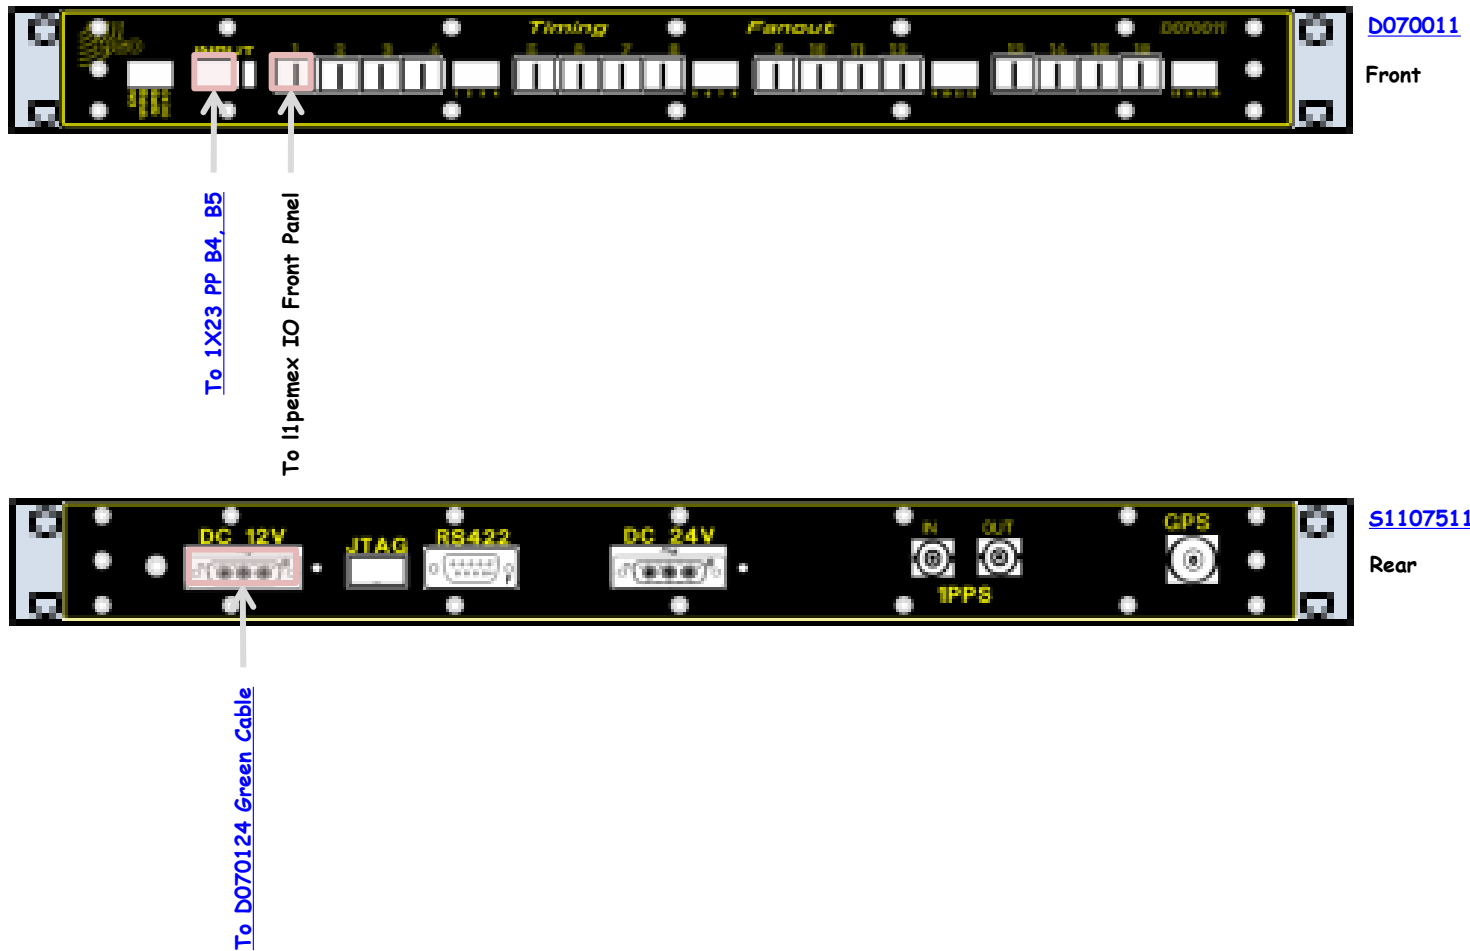 Timing Fanout D070011
D070011
INPUT 1 2 3 4 5 6 7 8 9 10 11 12 13 14 15 16
Front
To 1X23 PP B4, B5
To l1pemex IO Front Panel
DC 12V JTAG RS422 DC 24V IN OUT GPS
S1107511
1PPS
Rear
To D070124 Green Cable